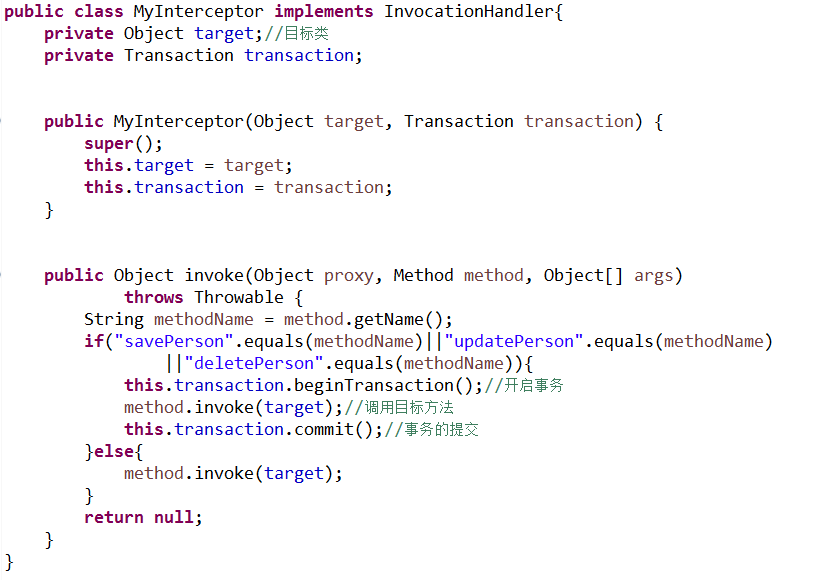 public class MyInterceptor implements InvocationHandler{
private Object target;//目标类
private Transaction transaction;
public MyInterceptor(Object target, Transaction transaction) {
super();
this.target = target;
this.transaction = transaction;
}
public Object invoke(Object proxy, Method method, Object[] args)
throws Throwable {
String methodName = method.getName();
if("savePerson".equals(methodName)||"updatePerson".equals(methodName)
||"deletePerson".equals(methodName)){
this.transaction.beginTransaction();//开启事务
method.invoke(target);//调用目标方法
this.transaction.commit();//事务的提交
}else{
method.invoke(target);
}
return null;
}
}